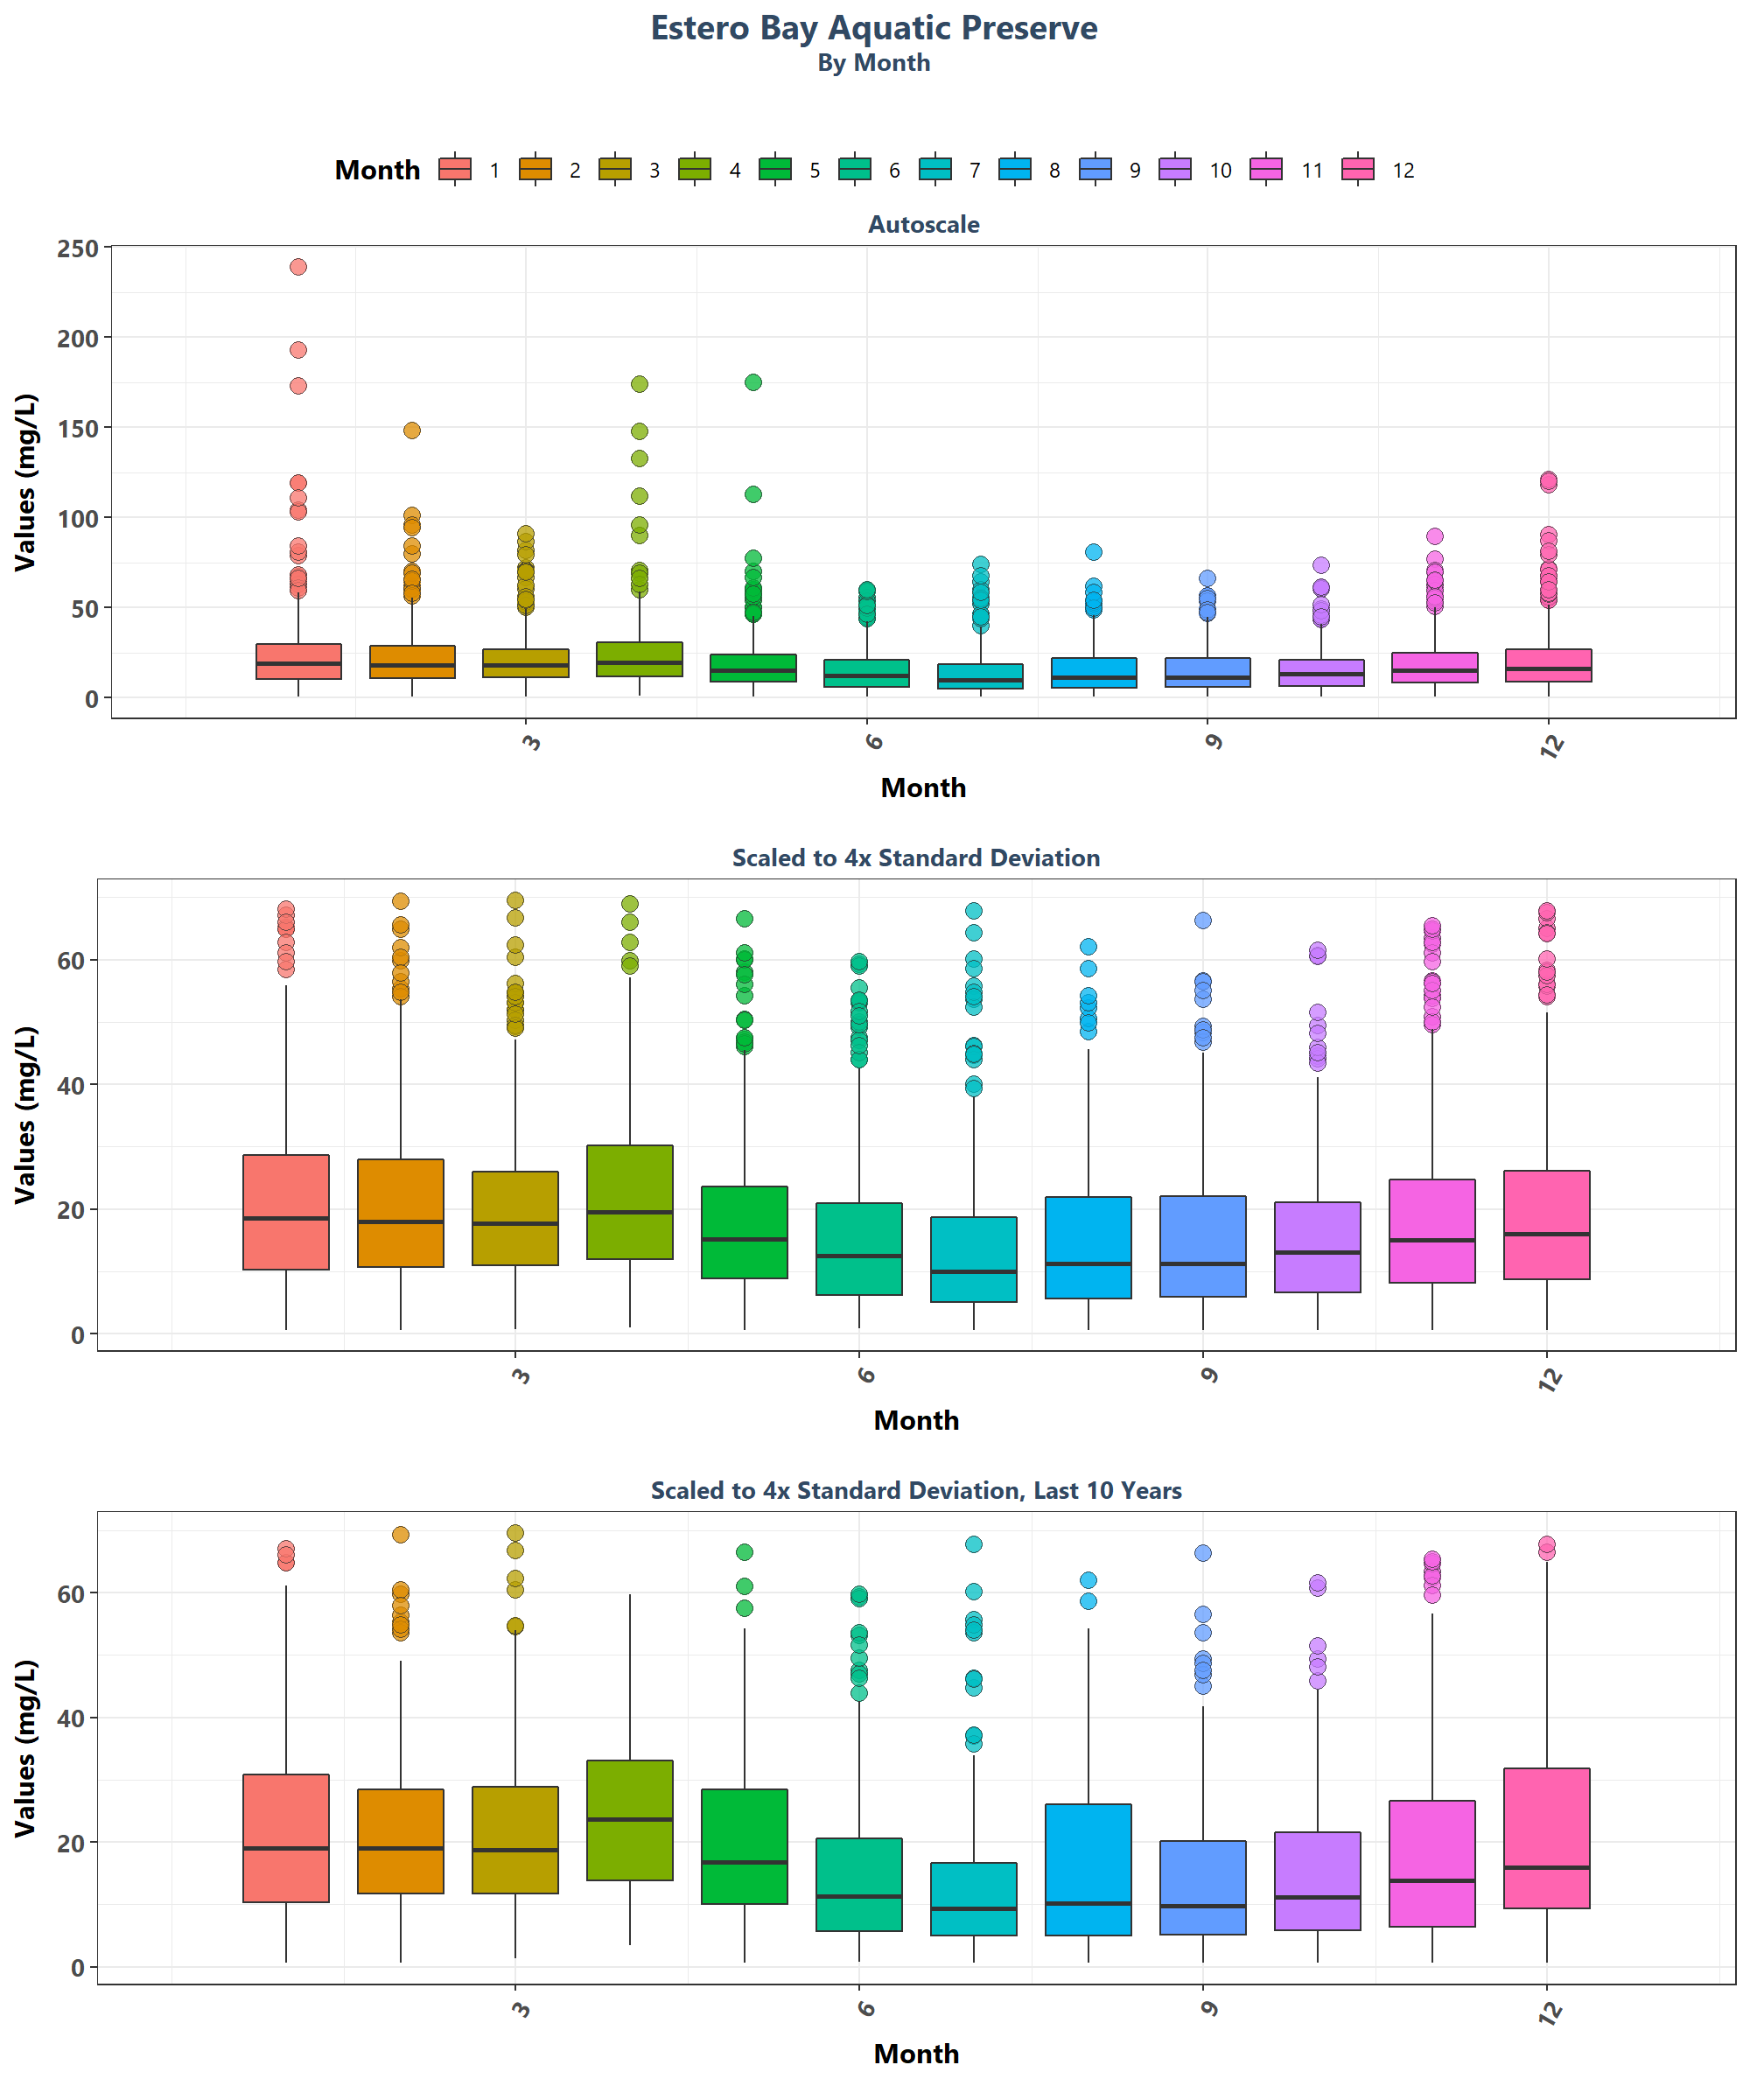 Estero Bay Aquatic Preserve
By Month
Month 1 2 3 4 5 6 7 8 9 10 11 12
Autoscale
Values (mg/L)
250
200
150
100
50
0
3 6 9 12
Month
Scaled to 4x Standard Deviation
Values (mg/L)
60
40
20
0
3 6 9 12
Month
Scaled to 4x Standard Deviation, Last 10 Years
Values (mg/L)
60
40
20
0
3 6 9 12
Month